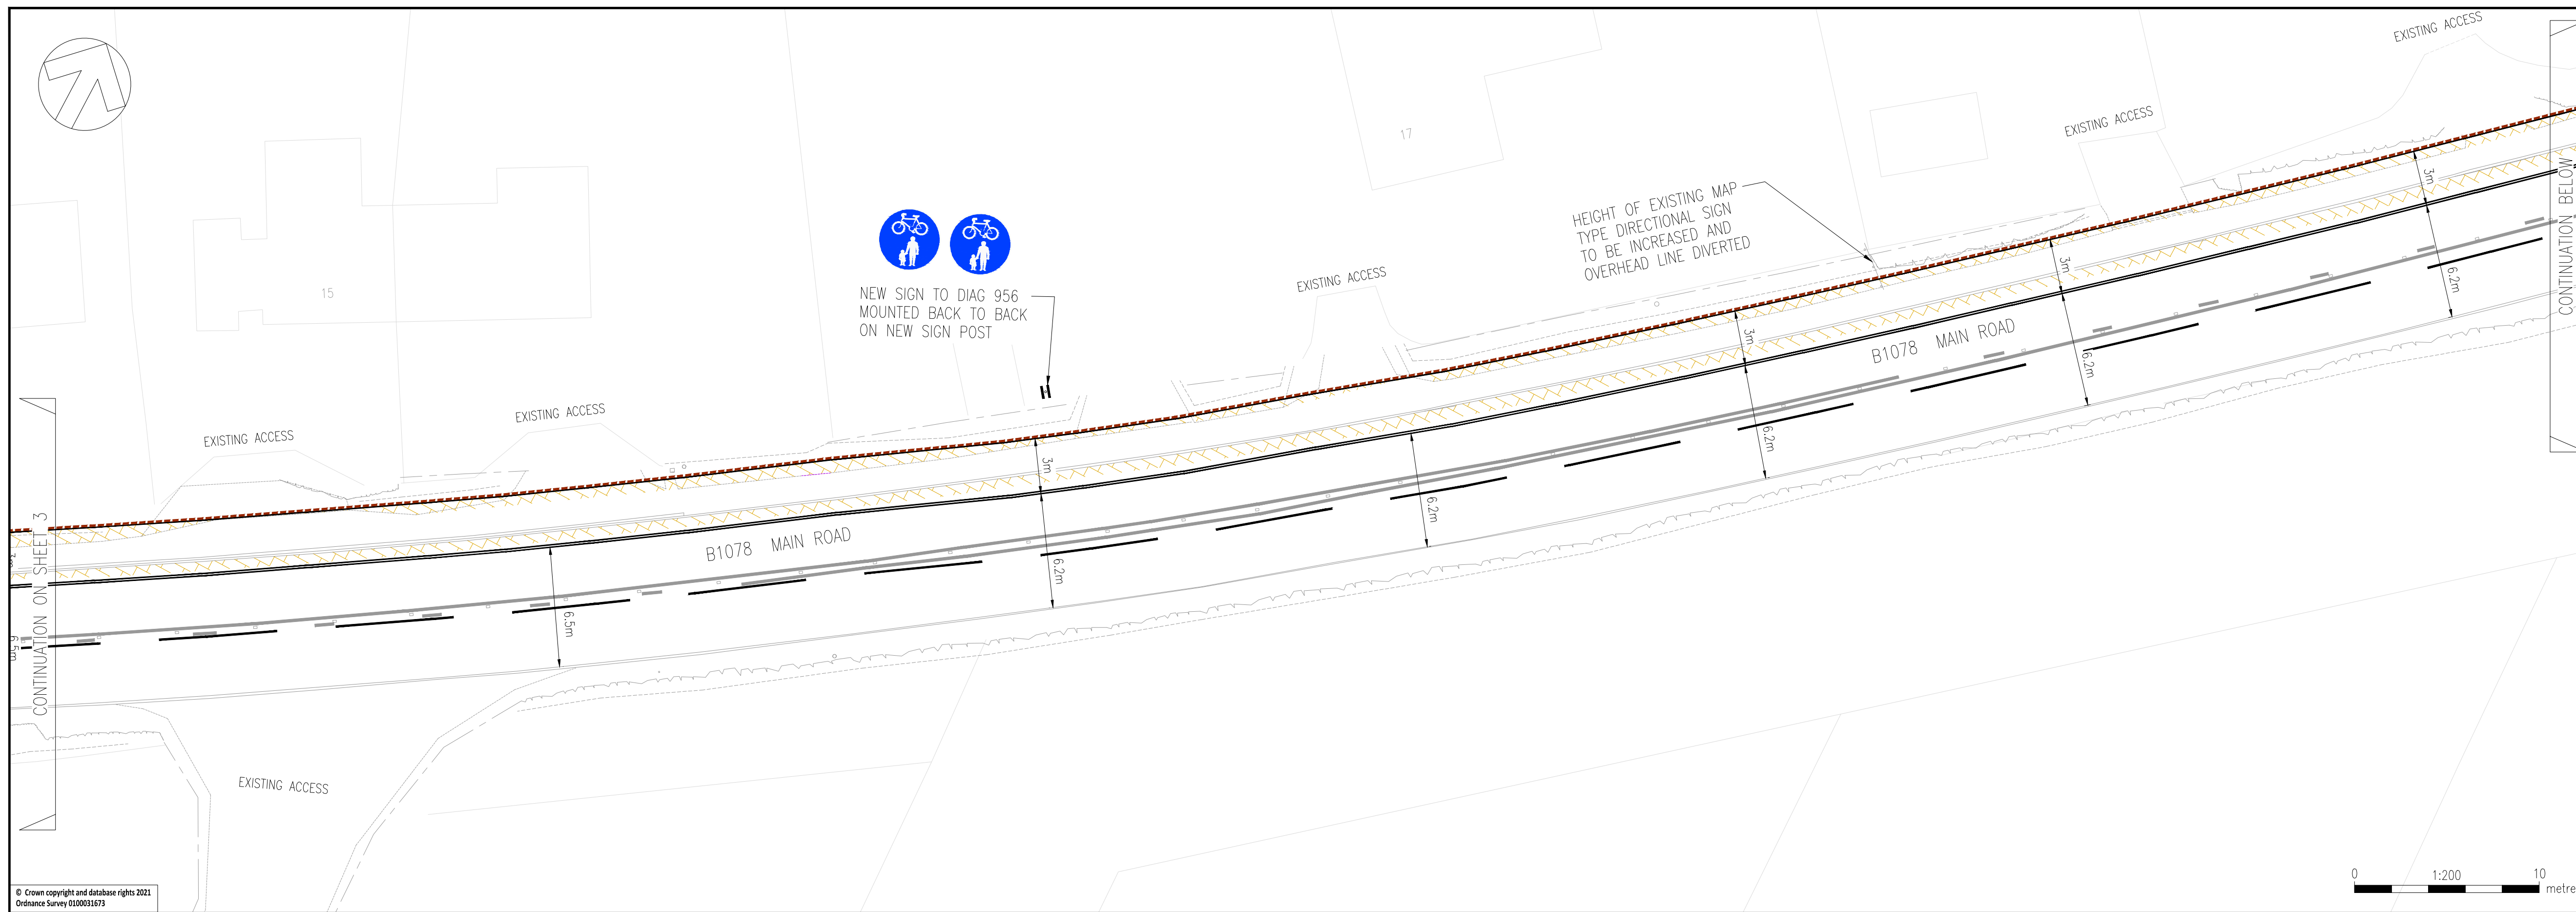 EXISTING ACCESS
EXISTING ACCESS
17
HEIGHT OF EXISTING MAP
TYPE DIRECTIONAL SIGN
TO BE INCREASED AND
OVERHEAD LINE DIVERTED
3m
CONTINUATION BELOW
15
NEW SIGN TO DIAG 956
MOUNTED BACK TO BACK
ON NEW SIGN POST
EXISTING ACCESS
3m
6.2m
3m
B1078 MAIN ROAD
6.2m
EXISTING ACCESS
EXISTING ACCESS
3m
6.2m
6.2m
CONTINUATION ON SHEET 3
B1078 MAIN ROAD
6.2m
6.5m
6.5m
EXISTING ACCESS
© Crown copyright and database rights 2021
Ordnance Survey 0100031673
0 1:200 10
metre